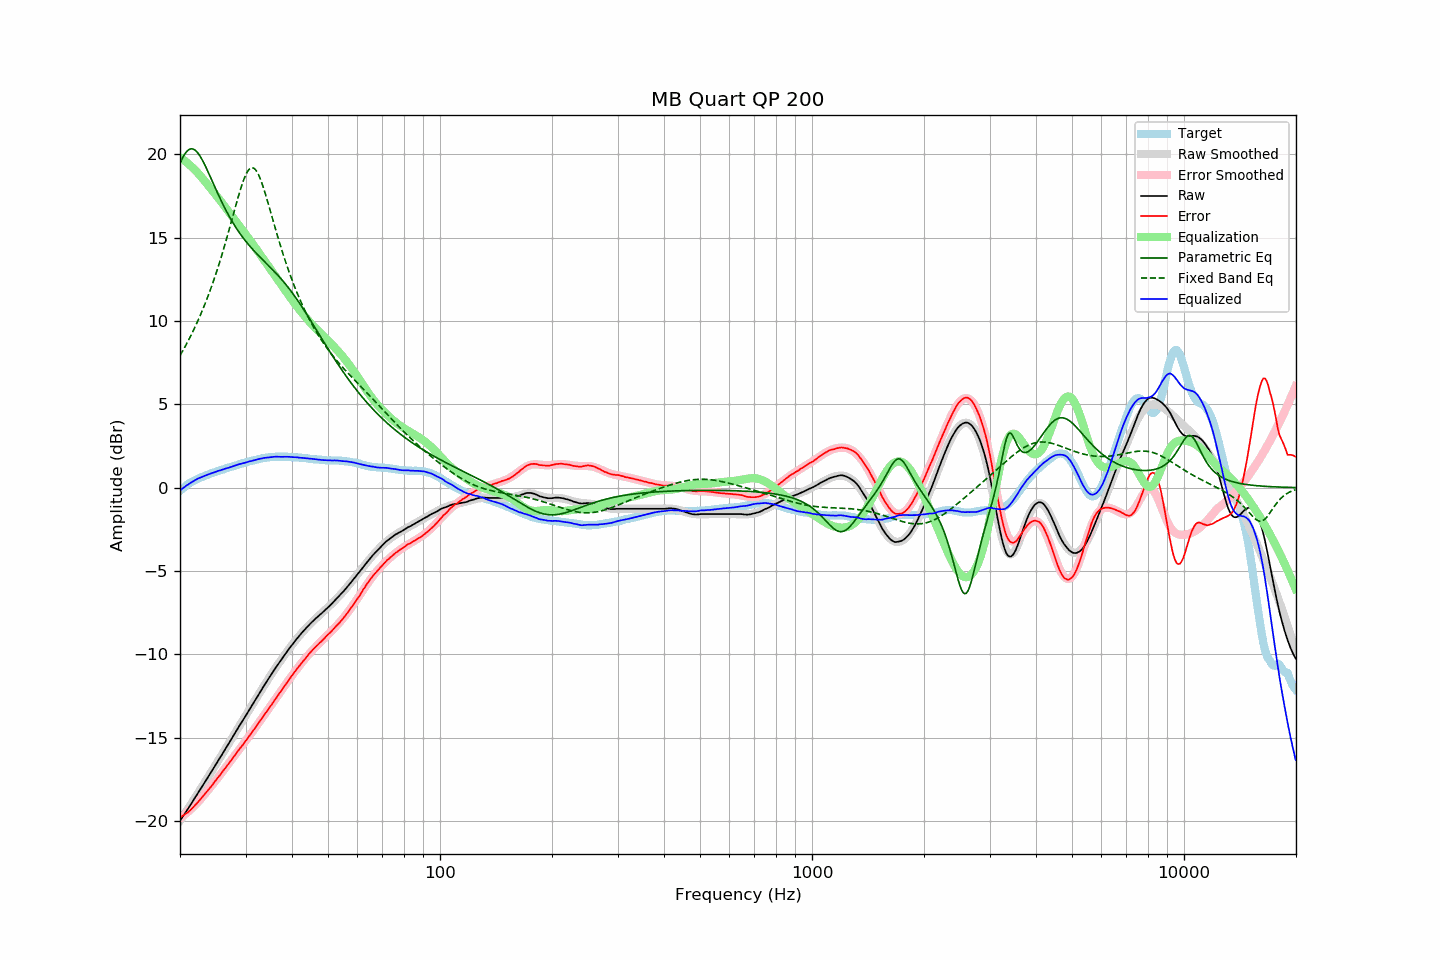 MB Quart QP 200
Target
Raw Smoothed
Error Smoothed
Raw
Error
Equalization
Parametric Eq
Fixed Band Eq
Equalized
20
15
10
5
0
−5
−10
−15
−20
Amplitude (dBr)
100
1000
10000
Frequency (Hz)